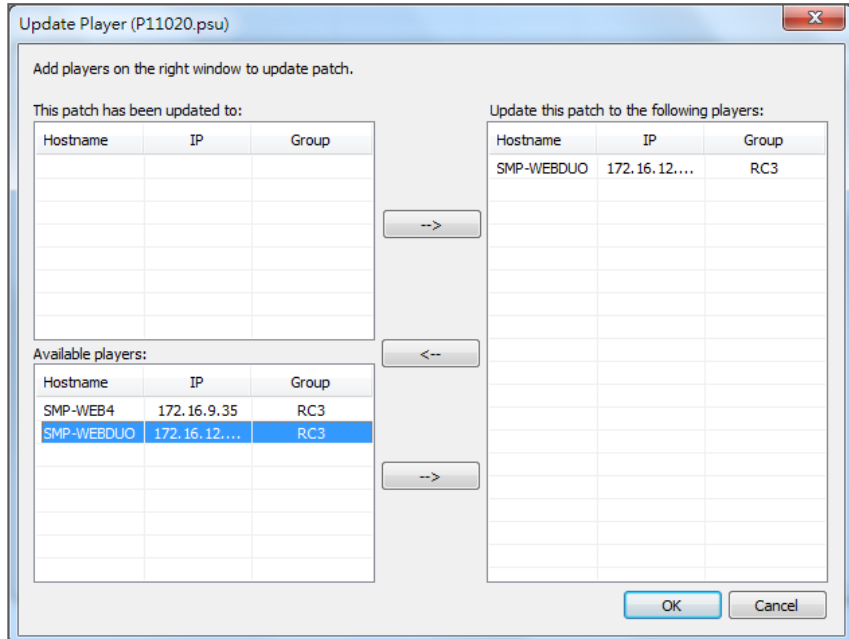 Update Player (P11020.psu)
Add players on the right window to update patch.
This patch has been updated to:
Hostname IP Group
-->
<--
Available players:
Hostname IP Group
SMP-WEB4 172.16.9.35 RC3
SMP-WEBDUO 172.16.12.... RC3
-->
Update this patch to the following players:
Hostname IP Group
SMP-WEBDUO 172.16.12.... RC3
OK Cancel